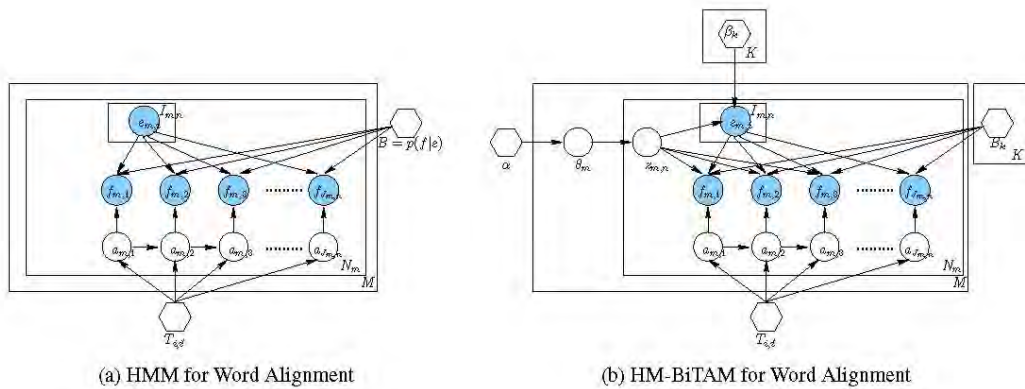 β_k
K
I_{m,n}
e_{m,i}
B = p(f|e)
f_{m,1} f_{m,2} f_{m,3} ········ f_{J_{m,n}}
a_{m,1} a_{m,2} a_{m,3} ········ a_{J_{m,n}}
N_m
M
T_{i,i'}
(a) HMM for Word Alignment
I_{m,n}
e_{m,i}
B_k
K
α θ_m z_{m,n}
f_{m,1} f_{m,2} f_{m,3} ········ f_{J_{m,n}}
a_{m,1} a_{m,2} a_{m,3} ········ a_{J_{m,n}}
N_m
M
T_{i,i'}
(b) HM-BiTAM for Word Alignment